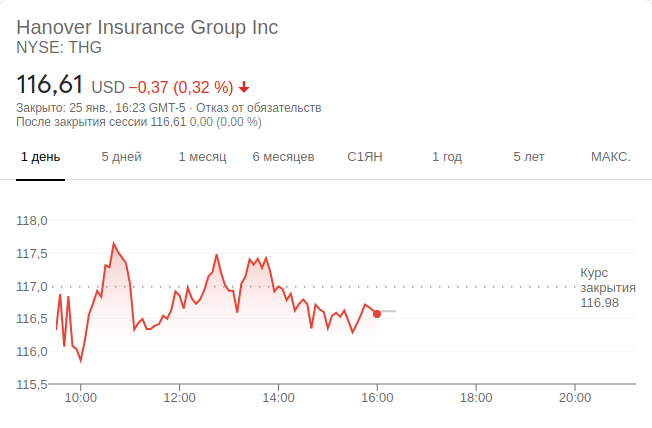 Hanover Insurance Group Inc
NYSE: THG
116,61 USD −0,37 (0,32 %)
Закрыто: 25 янв., 16:23 GMT-5 · Отказ от обязательств
После закрытия сессии 116,61 0,00 (0,00 %)
1 день 5 дней 1 месяц 6 месяцев С1ЯН 1 год 5 лет МАКС.
118,0
117,5
117,0
116,5
116,0
115,5
Курс
закрытия
116,98
10:00 12:00 14:00 16:00 18:00 20:00